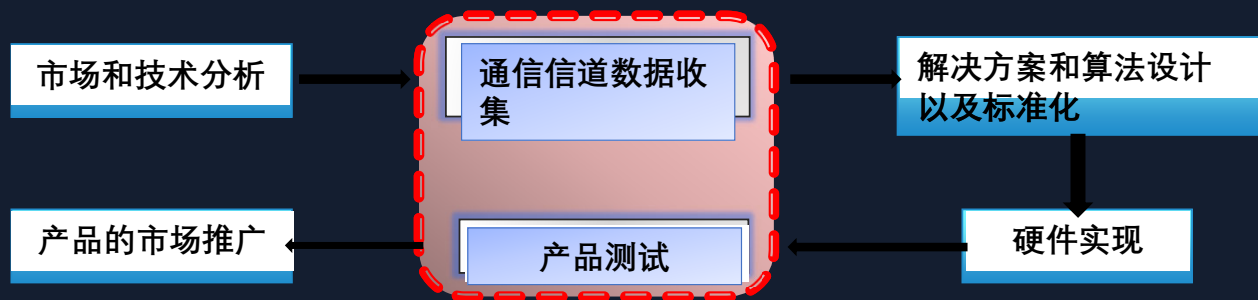 市场和技术分析
通信信道数据收
集
解决方案和算法设计
以及标准化
产品的市场推广
产品测试
硬件实现